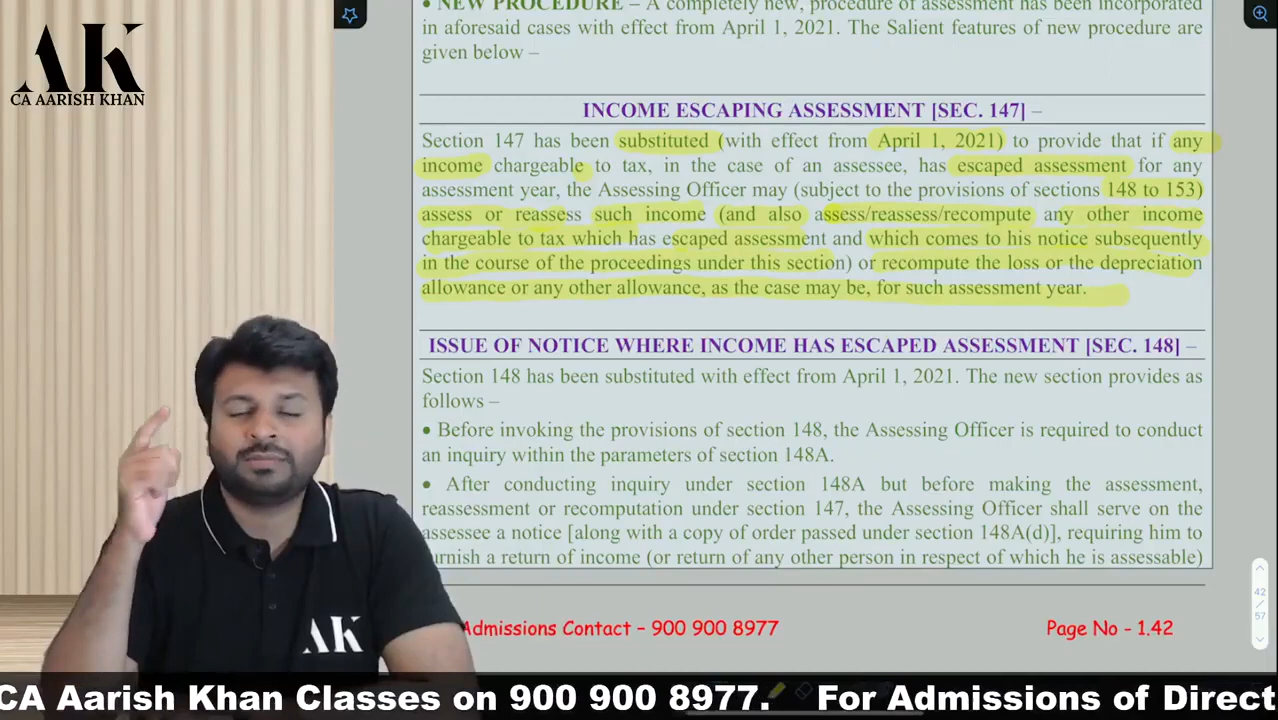 AK
CA AARISH KHAN
• NEW PROCEDURE – A completely new, procedure of assessment has been incorporated
in aforesaid cases with effect from April 1, 2021. The Salient features of new procedure are
given below –
INCOME ESCAPING ASSESSMENT [SEC. 147] –
Section 147 has been substituted (with effect from April 1, 2021) to provide that if any
income chargeable to tax, in the case of an assessee, has escaped assessment for any
assessment year, the Assessing Officer may (subject to the provisions of sections 148 to 153)
assess or reassess such income (and also assess/reassess/recompute any other income
chargeable to tax which has escaped assessment and which comes to his notice subsequently
in the course of the proceedings under this section) or recompute the loss or the depreciation
allowance or any other allowance, as the case may be, for such assessment year.
ISSUE OF NOTICE WHERE INCOME HAS ESCAPED ASSESSMENT [SEC. 148] –
Section 148 has been substituted with effect from April 1, 2021. The new section provides as
follows –
• Before invoking the provisions of section 148, the Assessing Officer is required to conduct
an inquiry within the parameters of section 148A.
• After conducting inquiry under section 148A but before making the assessment,
reassessment or recomputation under section 147, the Assessing Officer shall serve on the
assessee a notice [along with a copy of order passed under section 148A(d)], requiring him to
urnish a return of income (or return of any other person in respect of which he is assessable)
42
/
57
Admissions Contact – 900 900 8977
Page No - 1.42
AK
CA Aarish Khan Classes on 900 900 8977. For Admissions of Direct